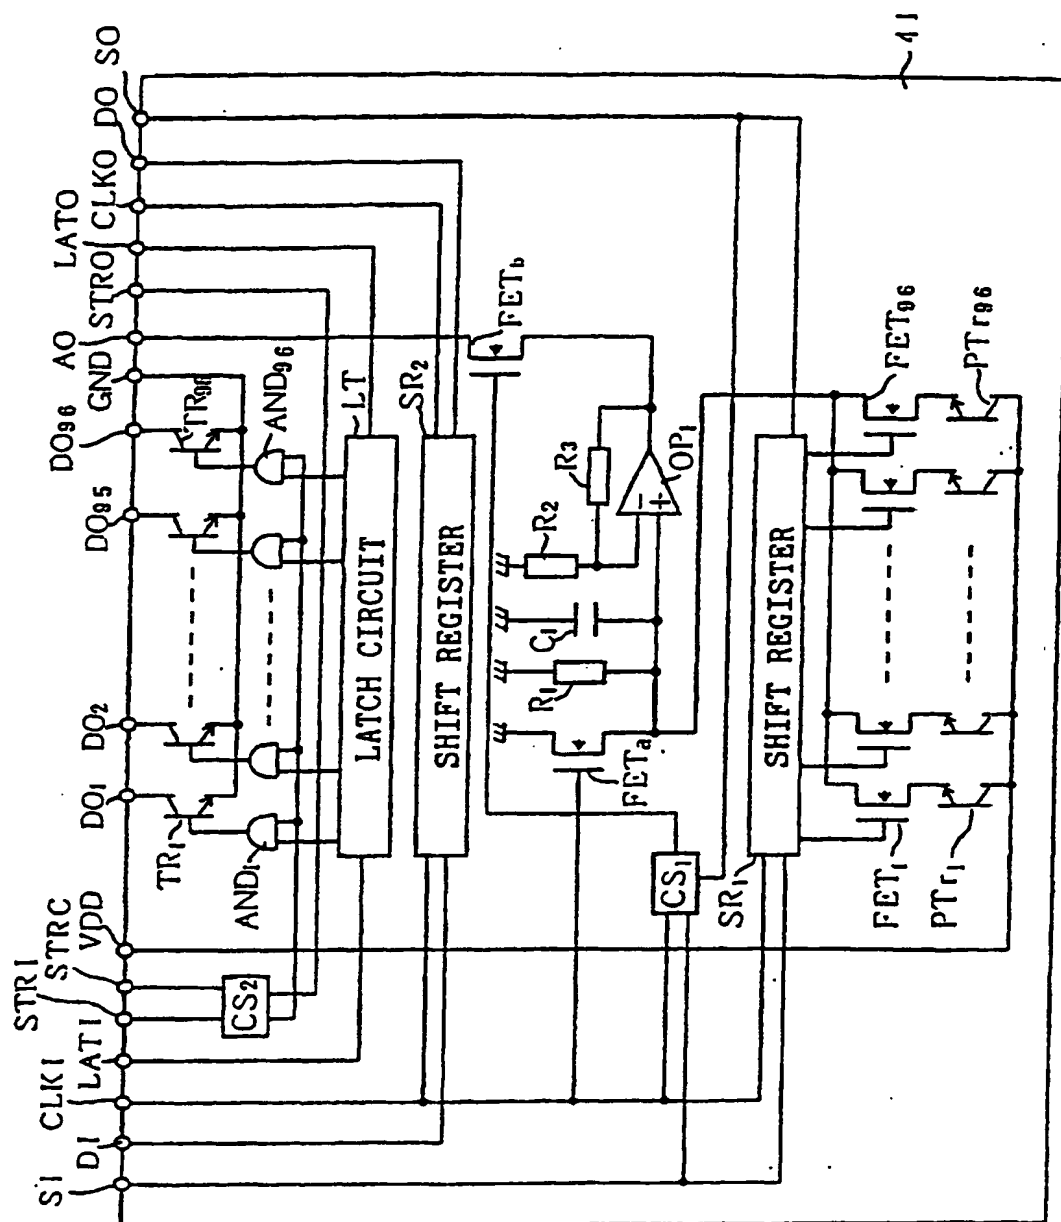 SI
DI
CLKI
LATI
STRI
STRC
VDD
DO1
DO2
DO95
DO96
GND
AO
STRO
LATO
CLKO
DO
SO
41
CS2
TR1
TR96
AND1
AND96
LATCH CIRCUIT
LT
SHIFT REGISTER
SR2
FETa
R1
C1
R2
R3
OP1
FETb
CS1
SR1
SHIFT REGISTER
FET1
FET96
PTr1
PTr96